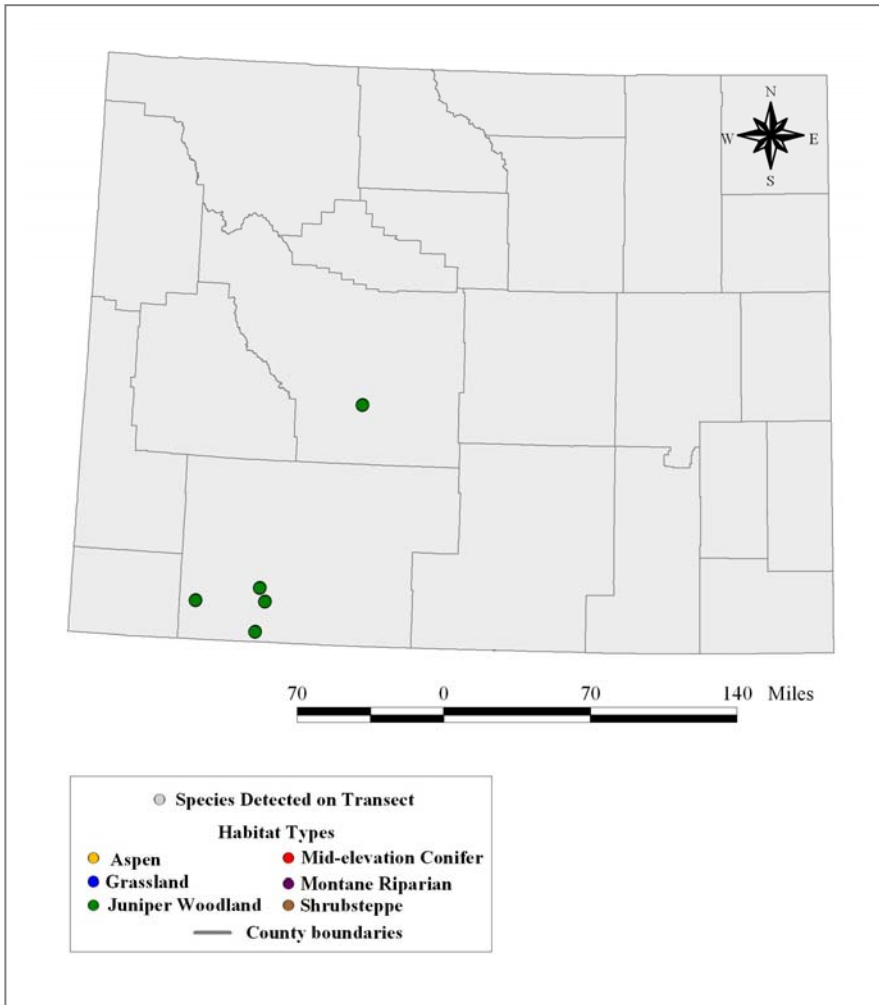 N
W E
S
70 0 70 140 Miles
Species Detected on Transect
Habitat Types
Aspen Mid-elevation Conifer
Grassland Montane Riparian
Juniper Woodland Shrubsteppe
County boundaries